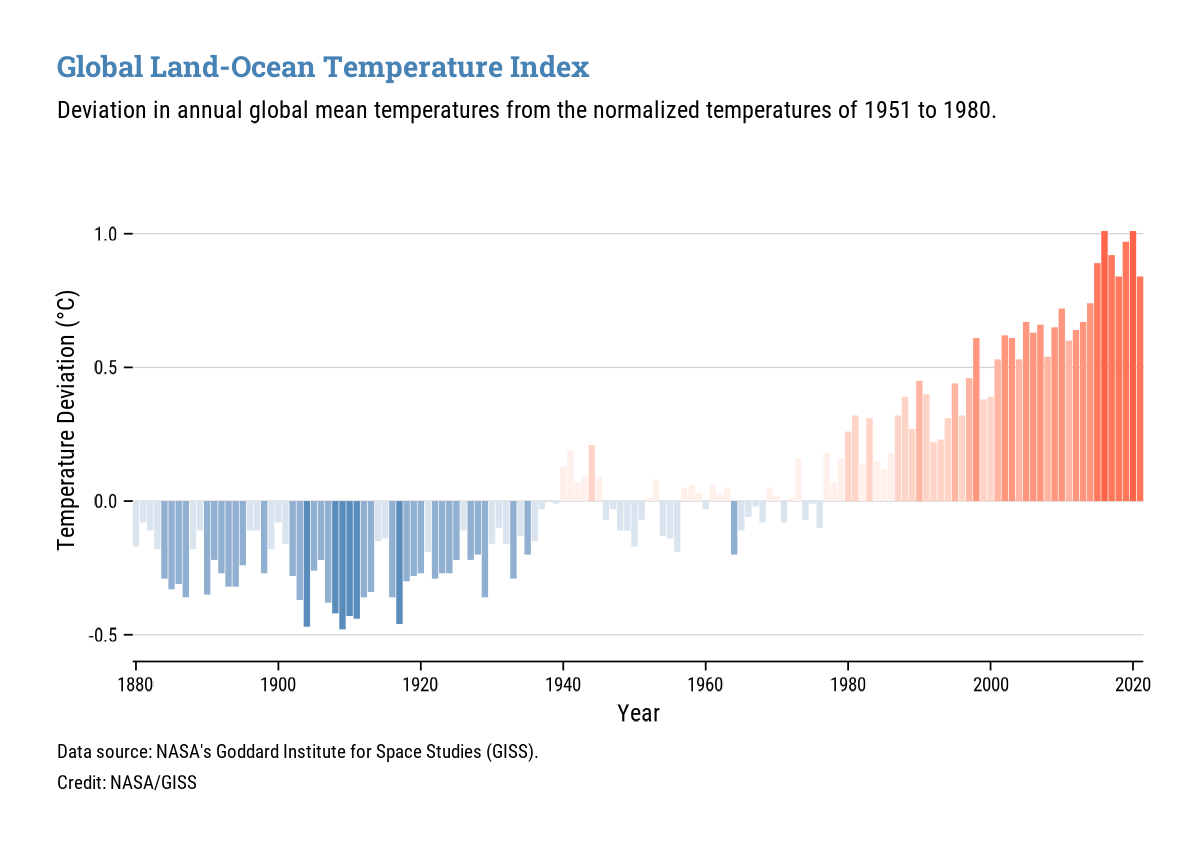 Global Land-Ocean Temperature Index
Deviation in annual global mean temperatures from the normalized temperatures of 1951 to 1980.
Temperature Deviation (°C)
1.0
0.5
0.0
-0.5
1880 1900 1920 1940 1960 1980 2000 2020
Year
Data source: NASA's Goddard Institute for Space Studies (GISS).
Credit: NASA/GISS